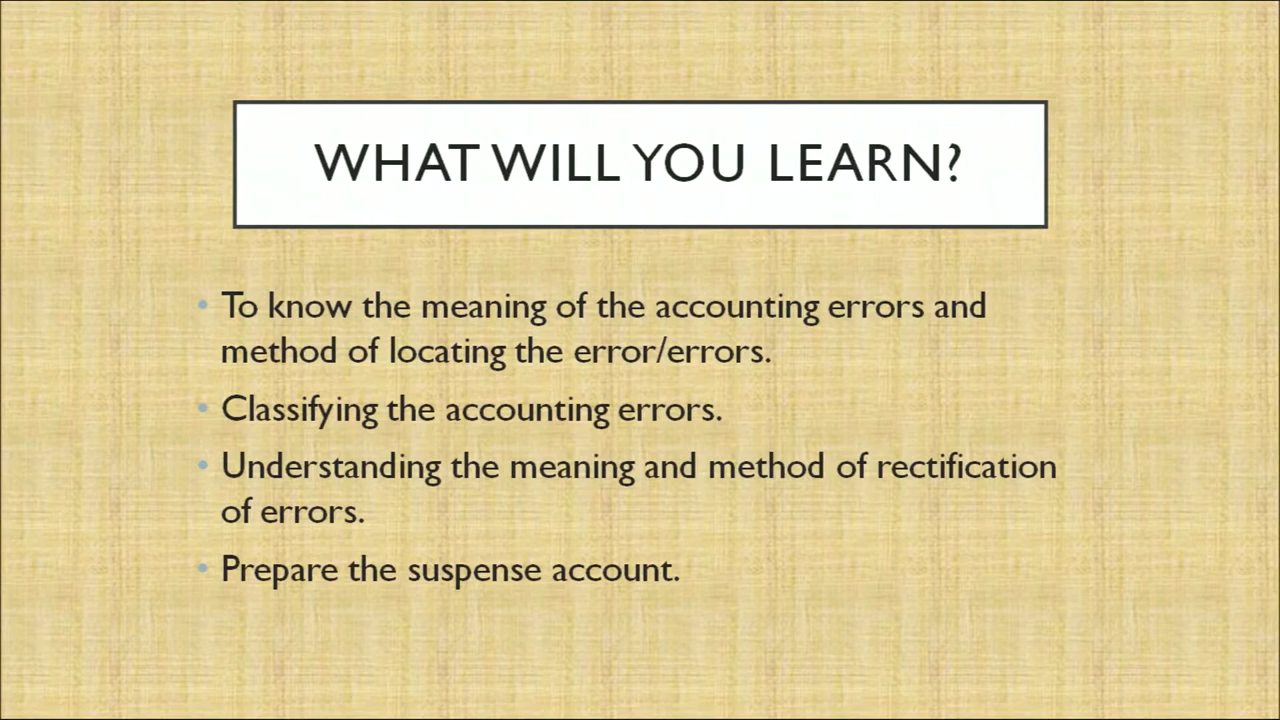 WHAT WILL YOU LEARN?
• To know the meaning of the accounting errors and
method of locating the error/errors.
• Classifying the accounting errors.
• Understanding the meaning and method of rectification
of errors.
• Prepare the suspense account.